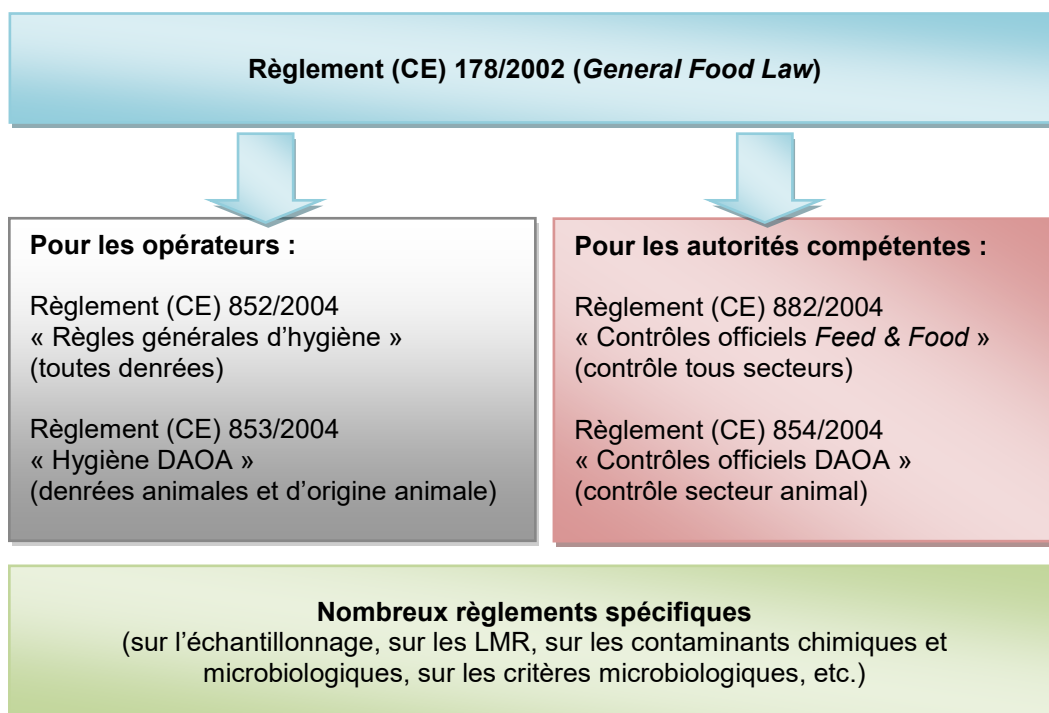 Règlement (CE) 178/2002 (General Food Law)
Pour les opérateurs :
Règlement (CE) 852/2004
« Règles générales d’hygiène »
(toutes denrées)
Règlement (CE) 853/2004
« Hygiène DAOA »
(denrées animales et d’origine animale)
Pour les autorités compétentes :
Règlement (CE) 882/2004
« Contrôles officiels Feed & Food »
(contrôle tous secteurs)
Règlement (CE) 854/2004
« Contrôles officiels DAOA »
(contrôle secteur animal)
Nombreux règlements spécifiques
(sur l’échantillonnage, sur les LMR, sur les contaminants chimiques et
microbiologiques, sur les critères microbiologiques, etc.)